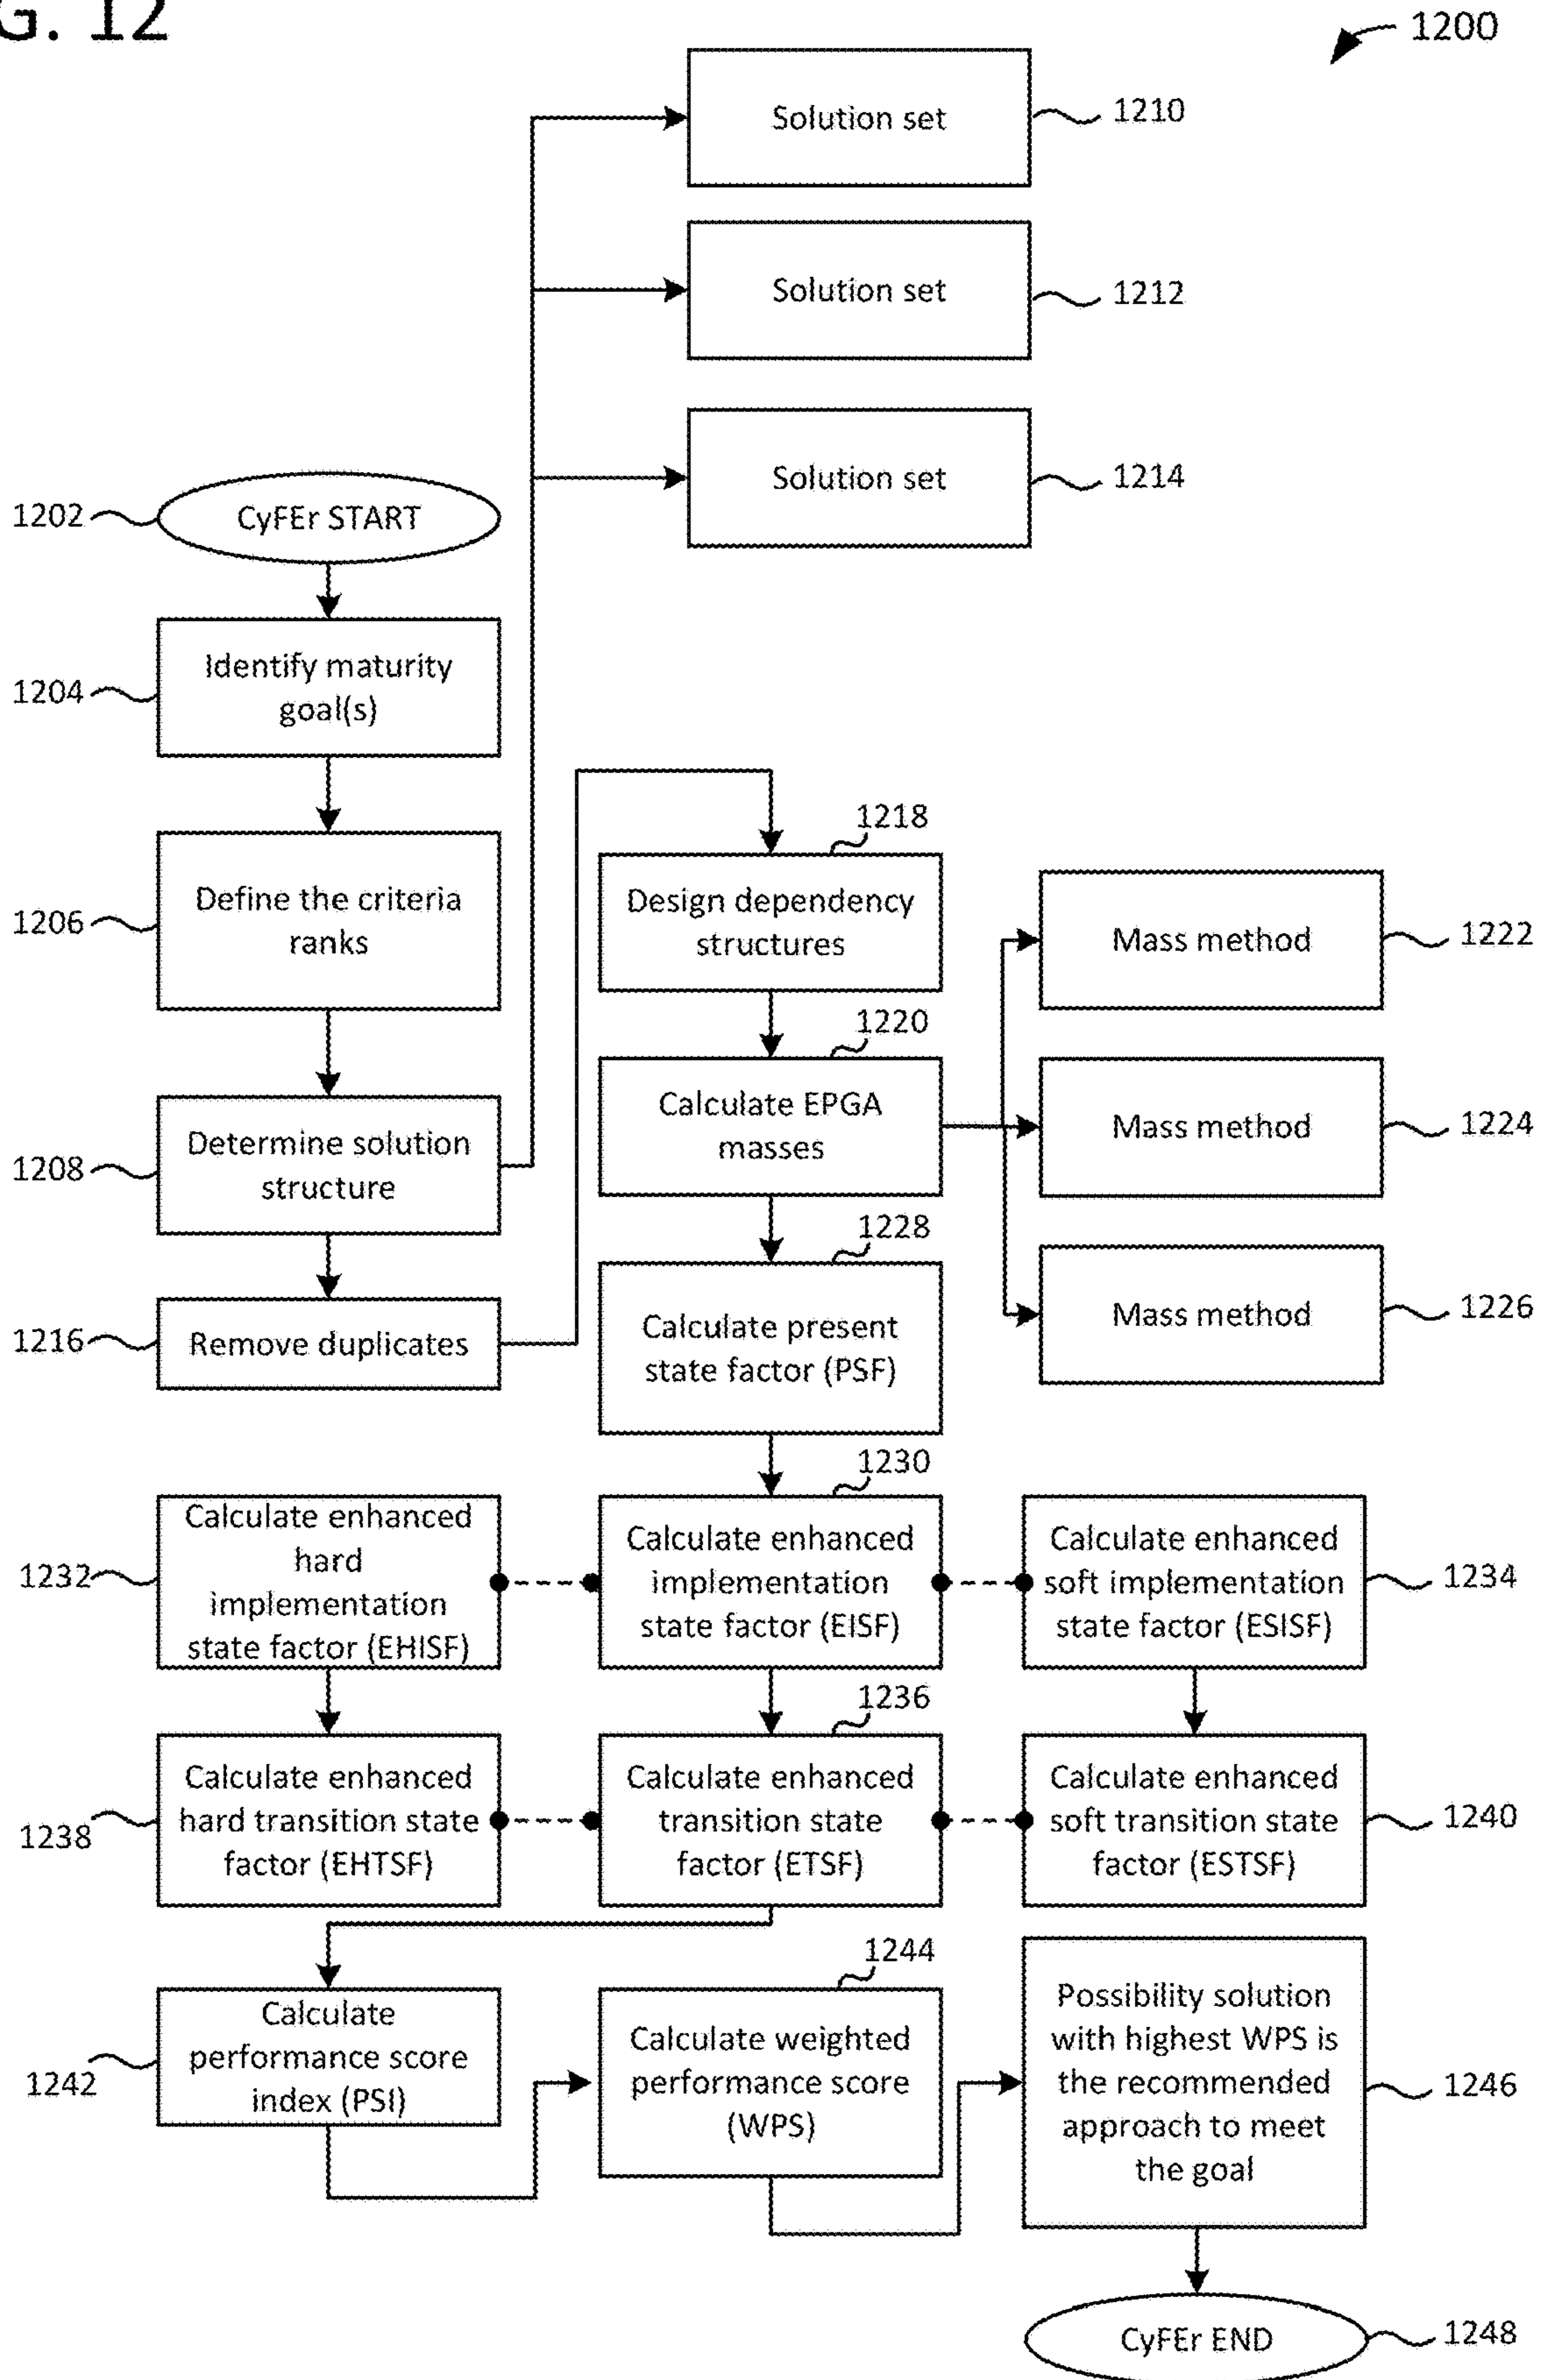 G. 12
1200
Solution set
1210
Solution set
1212
Solution set
1214
1202
CyFEr START
1204
Identify maturity
goal(s)
1206
Define the criteria
ranks
1208
Determine solution
structure
1216
Remove duplicates
1218
Design dependency
structures
1220
Calculate EPGA
masses
Mass method
1222
Mass method
1224
Mass method
1226
1228
Calculate present
state factor (PSF)
1230
1232
Calculate enhanced
hard
implementation
state factor (EHISF)
Calculate enhanced
implementation
state factor (EISF)
Calculate enhanced
soft implementation
state factor (ESISF)
1234
1236
1238
Calculate enhanced
hard transition state
factor (EHTSF)
Calculate enhanced
transition state
factor (ETSF)
Calculate enhanced
soft transition state
factor (ESTSF)
1240
1242
Calculate
performance score
index (PSI)
1244
Calculate weighted
performance score
(WPS)
Possibility solution
with highest WPS is
the recommended
approach to meet
the goal
1246
CyFEr END
1248